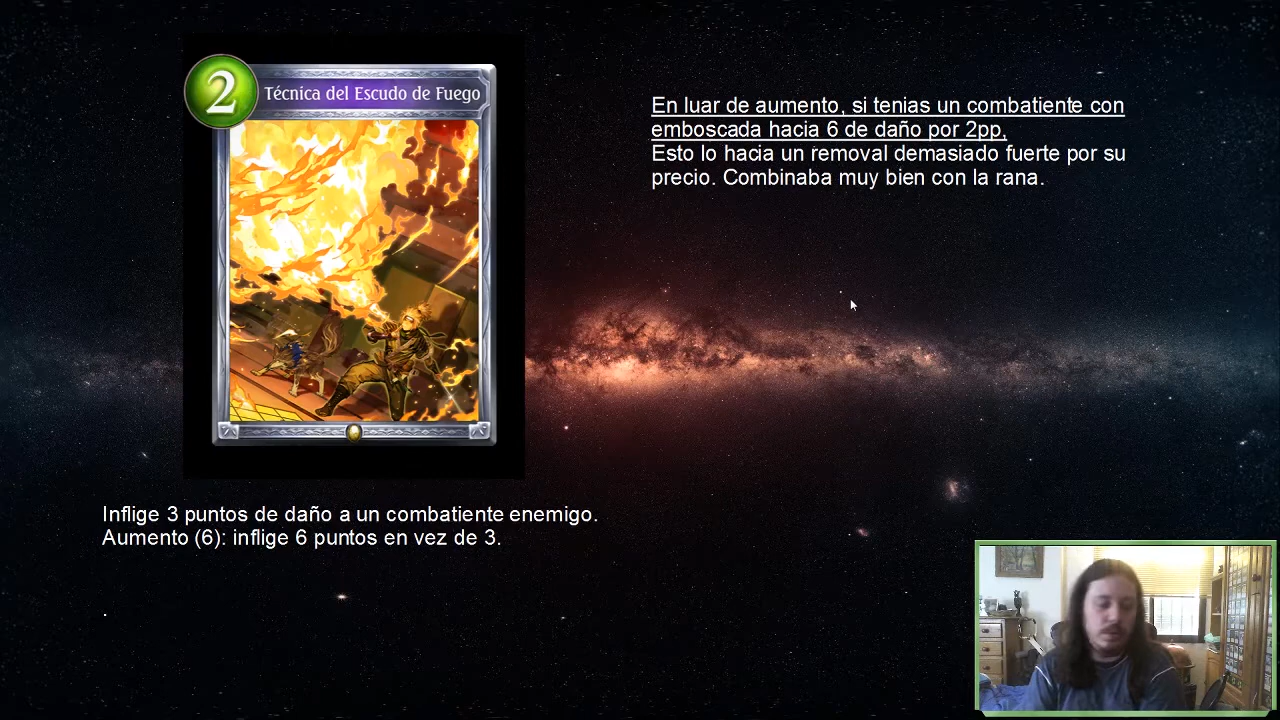 2
Técnica del Escudo de Fuego
En luar de aumento, si tenias un combatiente con
emboscada hacia 6 de daño por 2pp,
Esto lo hacia un removal demasiado fuerte por su
precio. Combinaba muy bien con la rana.
Inflige 3 puntos de daño a un combatiente enemigo.
Aumento (6): inflige 6 puntos en vez de 3.
.